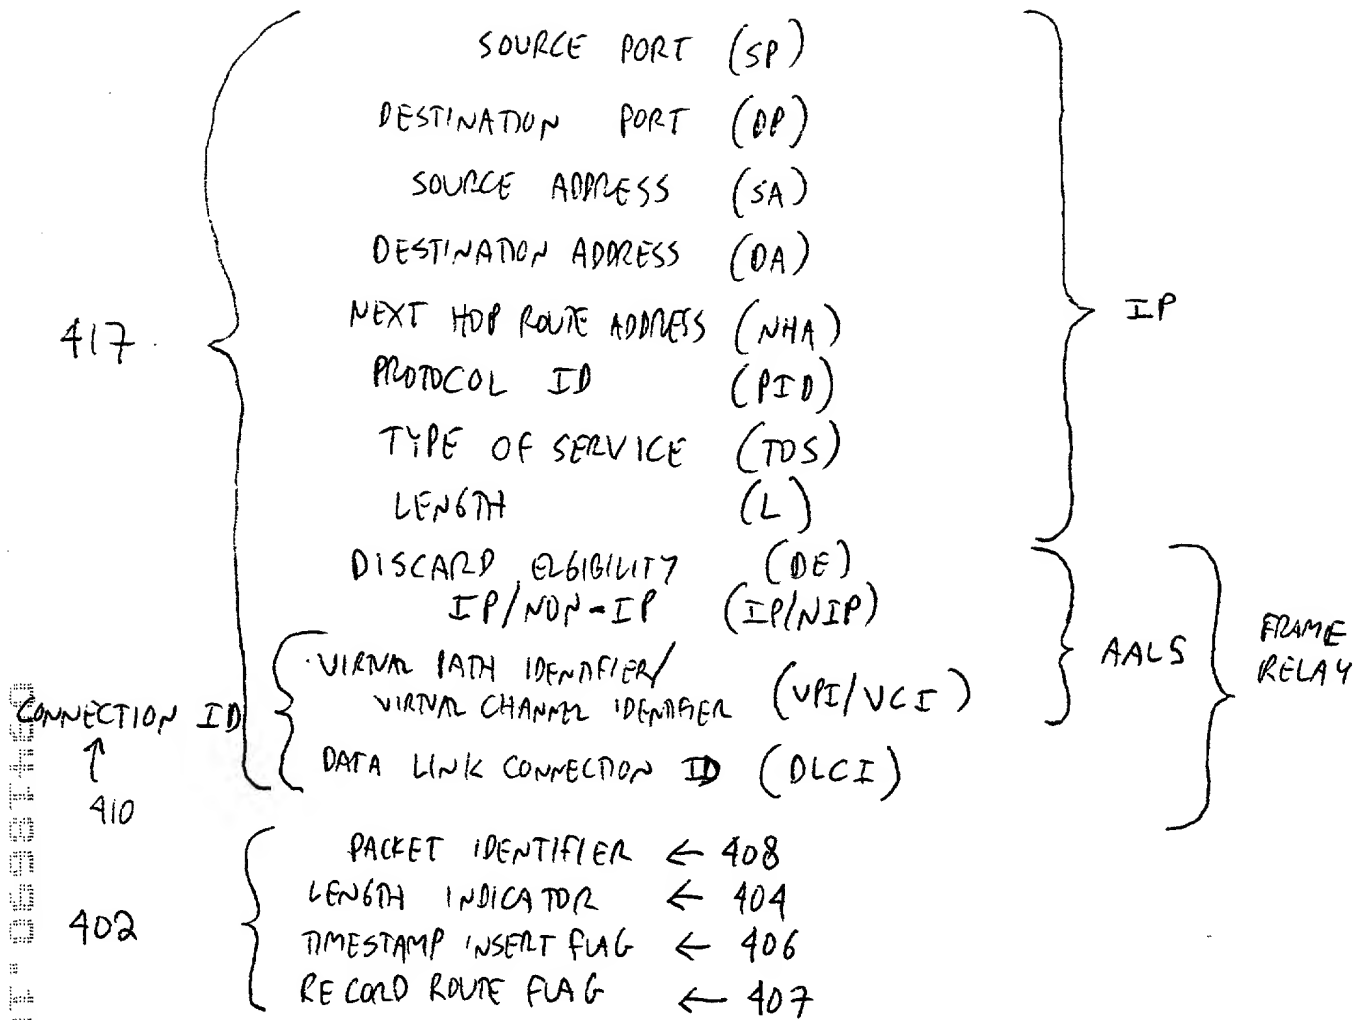 SOURCE PORT (SP)
DESTINATION PORT (DP)
SOURCE ADDRESS (SA)
DESTINATION ADDRESS (DA)
NEXT HOP ROUTE ADDRESS (NHA)
417
IP
PROTOCOL ID (PID)
TYPE OF SERVICE (TOS)
LENGTH (L)
DISCARD ELGIBILITY (DE)
IP/NON-IP (IP/NIP)
VIRTUAL PATH IDENTIFIER/
VIRTUAL CHANNEL IDENTIFIER (VPI/VCI)
AAL5
FRAME
RELAY
CONNECTION ID
410
DATA LINK CONNECTION ID (DLCI)
402
PACKET IDENTIFIER ← 408
LENGTH INDICATOR ← 404
TIMESTAMP INSERT FLAG ← 406
RECORD ROUTE FLAG ← 407